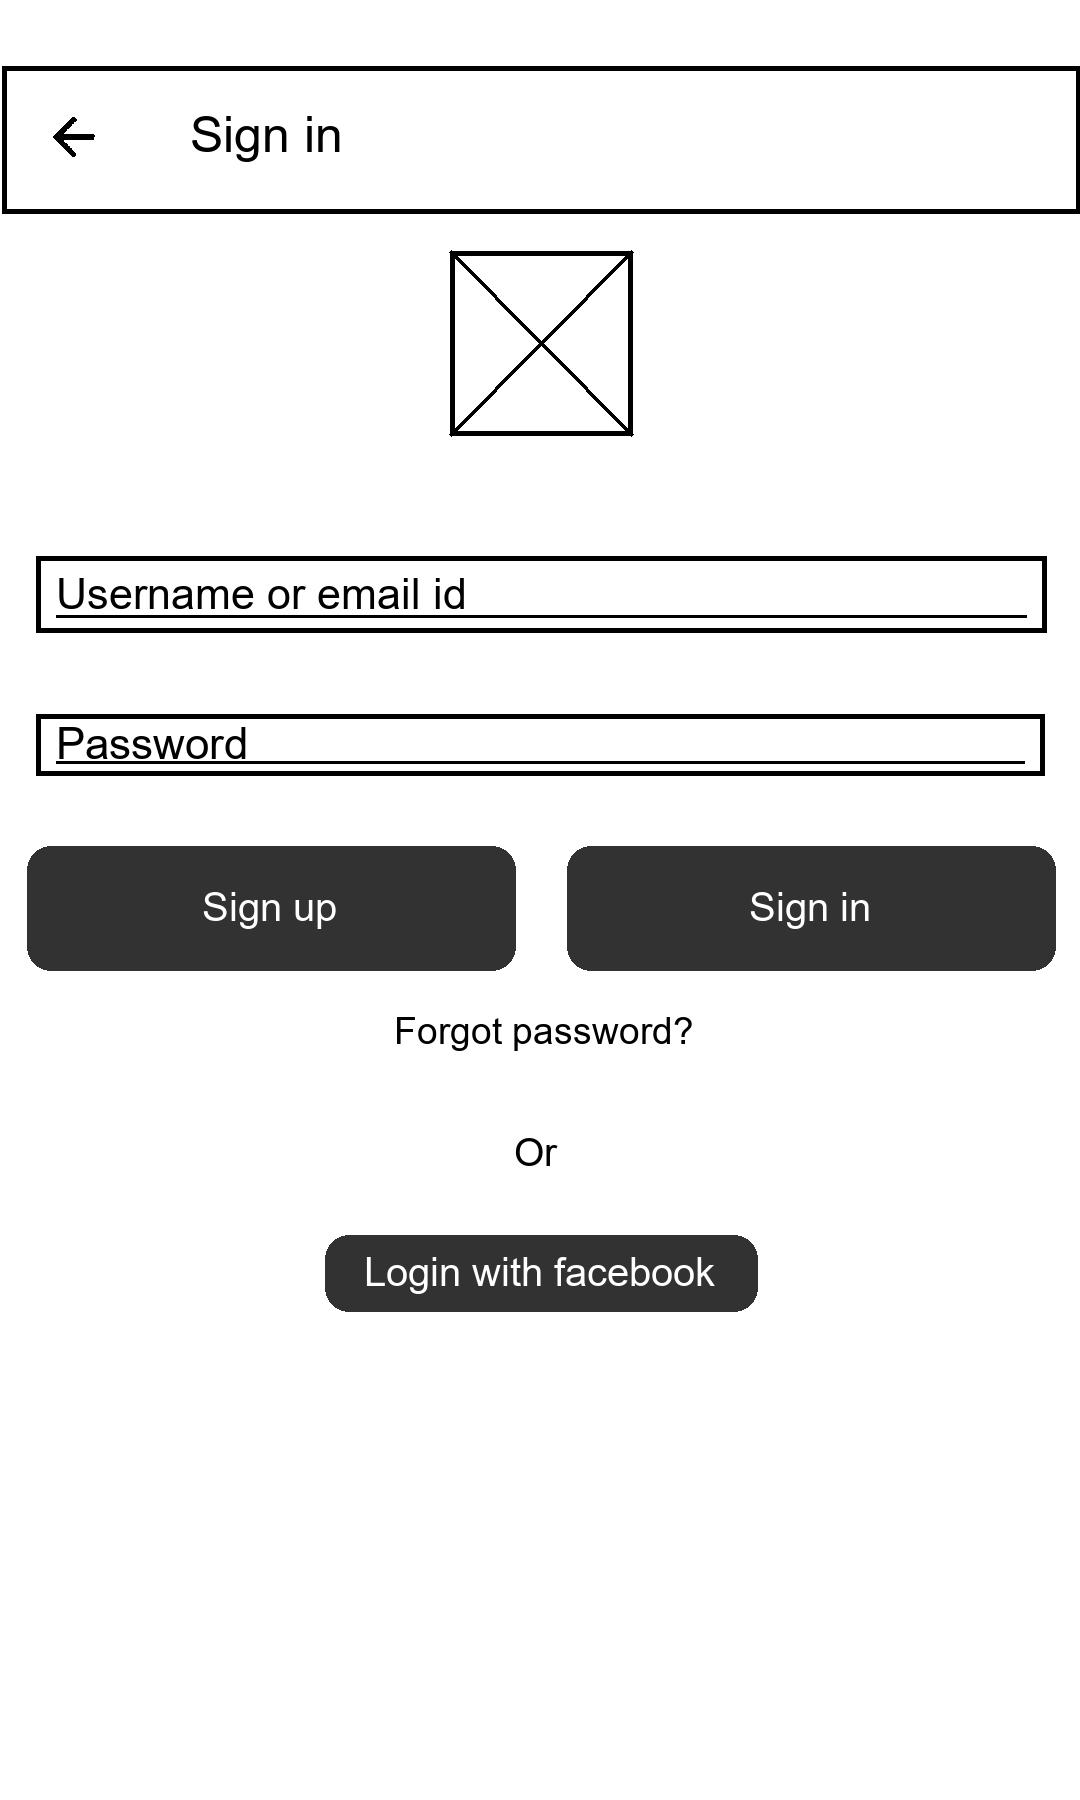 Sign in
Username or email id
Password
Sign up
Sign in
Forgot password?
Or
Login with facebook